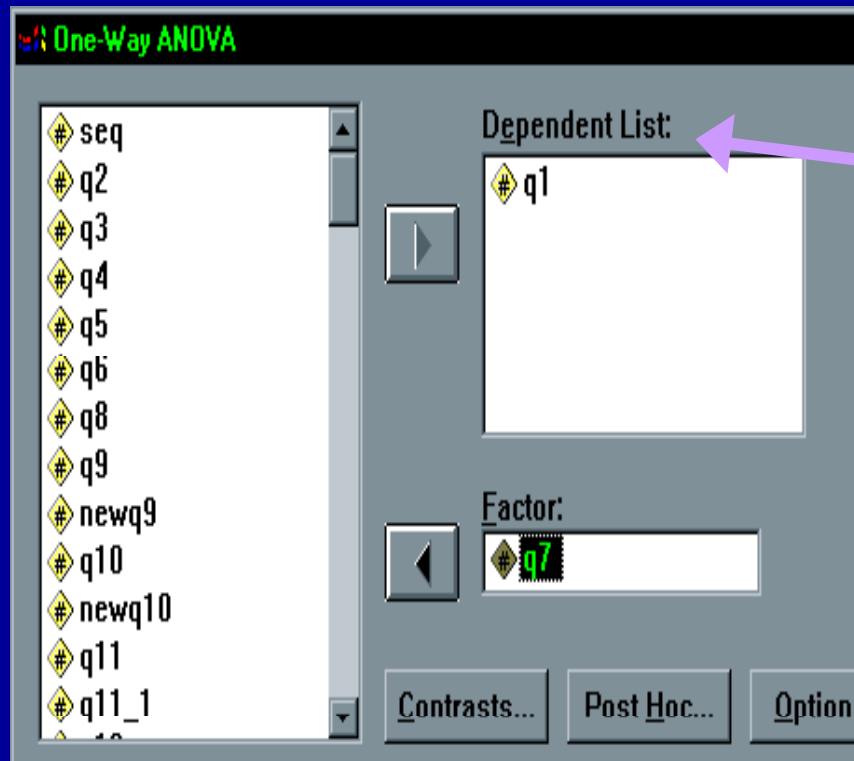 One-Way ANOVA
# seq
# q2
# q3
# q4
# q5
# q6
# q8
# q9
# newq9
# q10
# newq10
# q11
# q11_1
Dependent List:
# q1
Factor:
# q7
Contrasts...
Post Hoc...
Option